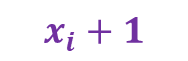 xᵢ + 1